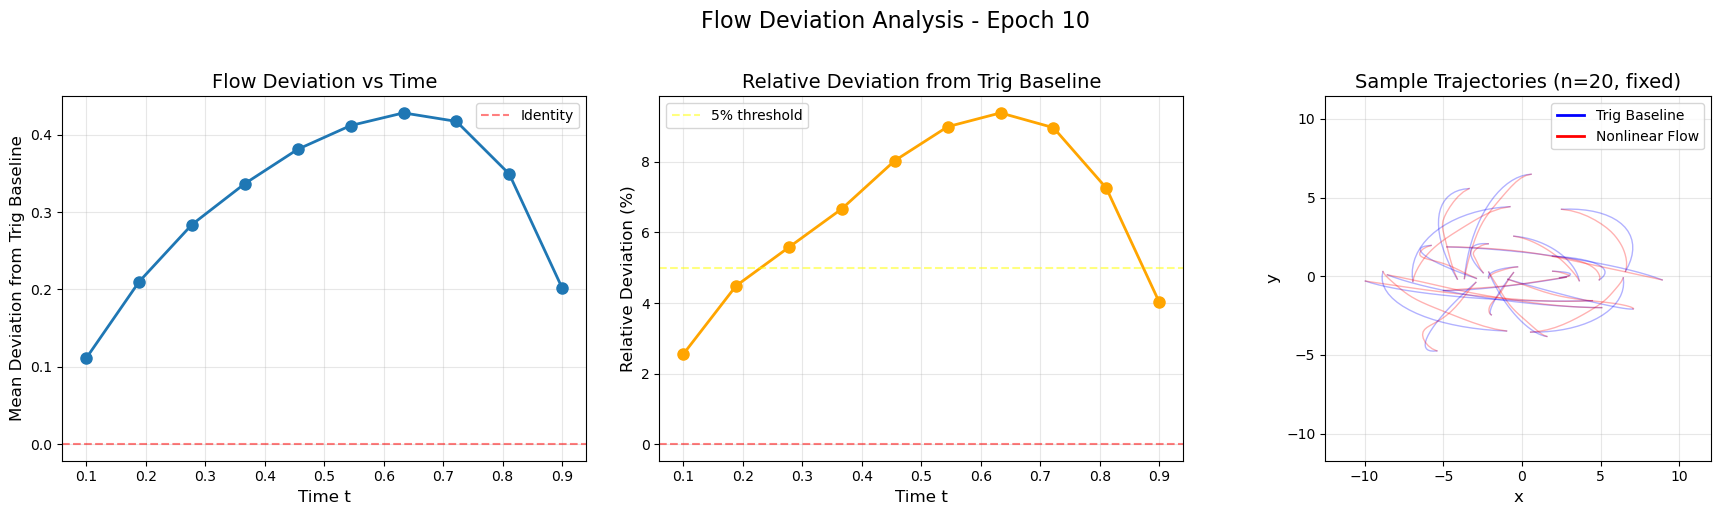 Flow Deviation Analysis - Epoch 10
Flow Deviation vs Time
Mean Deviation from Trig Baseline
0.4
0.3
0.2
0.1
0.0
Identity
0.1 0.2 0.3 0.4 0.5 0.6 0.7 0.8 0.9
Time t
Relative Deviation from Trig Baseline
Relative Deviation (%)
8
6
4
2
0
5% threshold
0.1 0.2 0.3 0.4 0.5 0.6 0.7 0.8 0.9
Time t
Sample Trajectories (n=20, fixed)
y
10
5
0
−5
−10
Trig Baseline
Nonlinear Flow
−10 −5 0 5 10
x